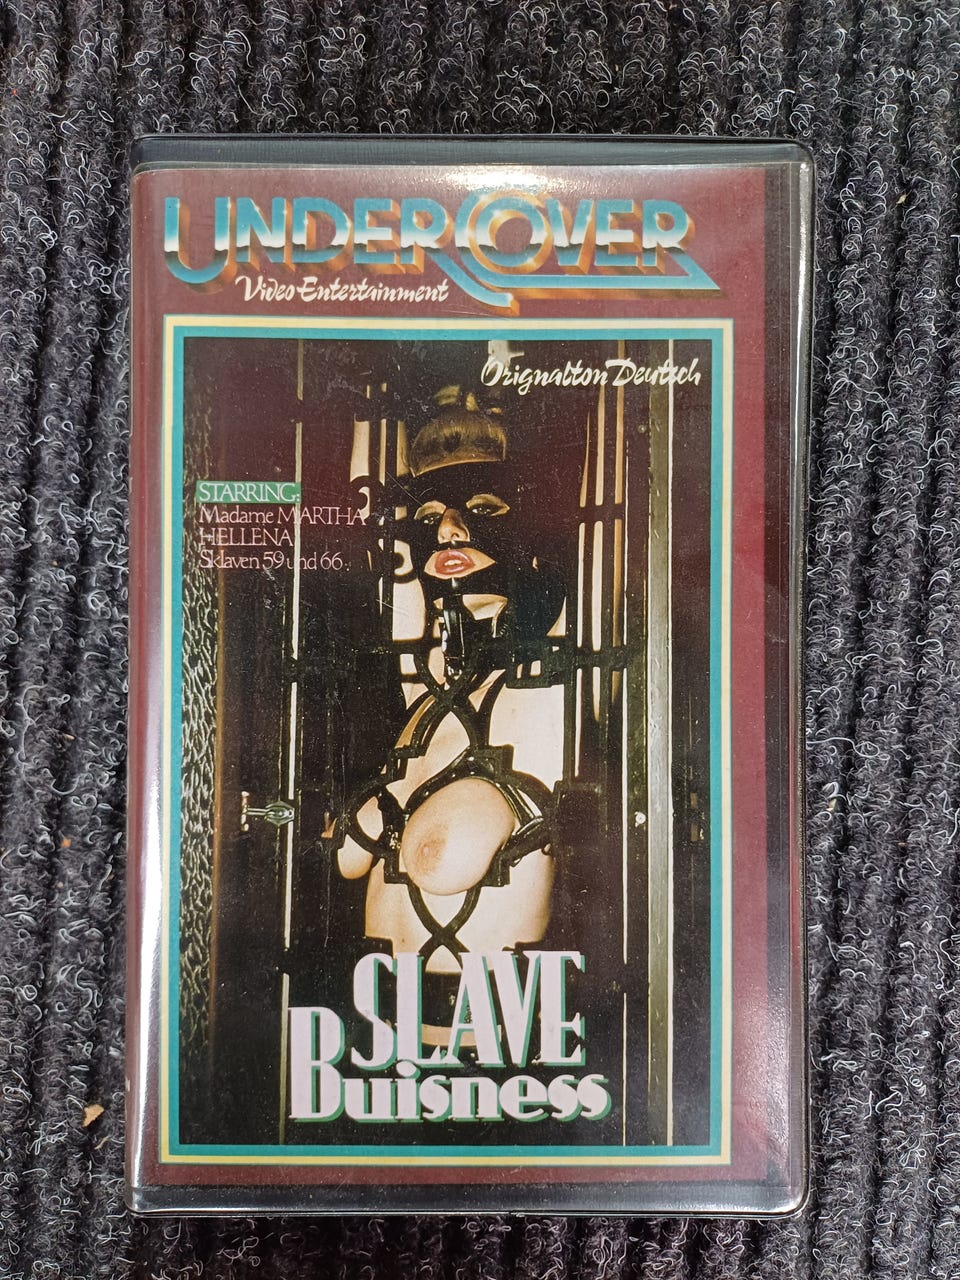 UNDERCOVER
Video Entertainment
Orignalton Deutsch
STARRING:
Madame MARTHA
HELLENA
Sklaven 59 und 66
SLAVE
Buisness